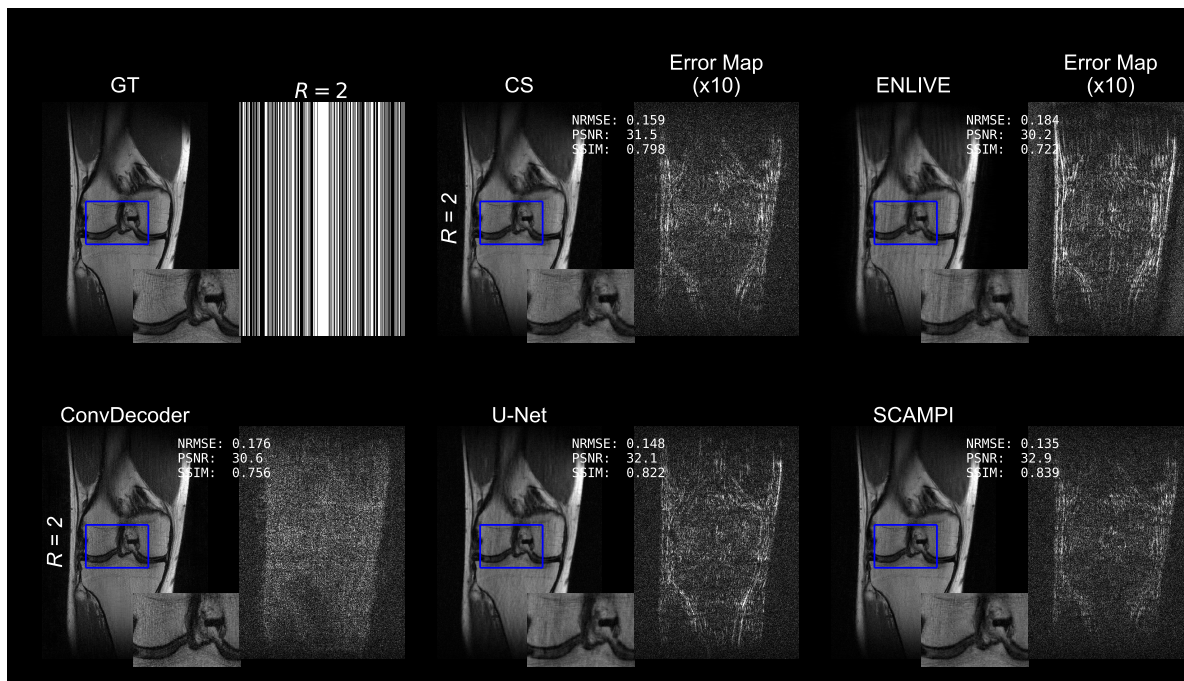 GT
R = 2
CS
Error Map
(x10)
ENLIVE
Error Map
(x10)
R = 2
NRMSE: 0.159
PSNR: 31.5
SSIM: 0.798
NRMSE: 0.184
PSNR: 30.2
SSIM: 0.722
ConvDecoder
U-Net
SCAMPI
R = 2
NRMSE: 0.176
PSNR: 30.6
SSIM: 0.756
NRMSE: 0.148
PSNR: 32.1
SSIM: 0.822
NRMSE: 0.135
PSNR: 32.9
SSIM: 0.839